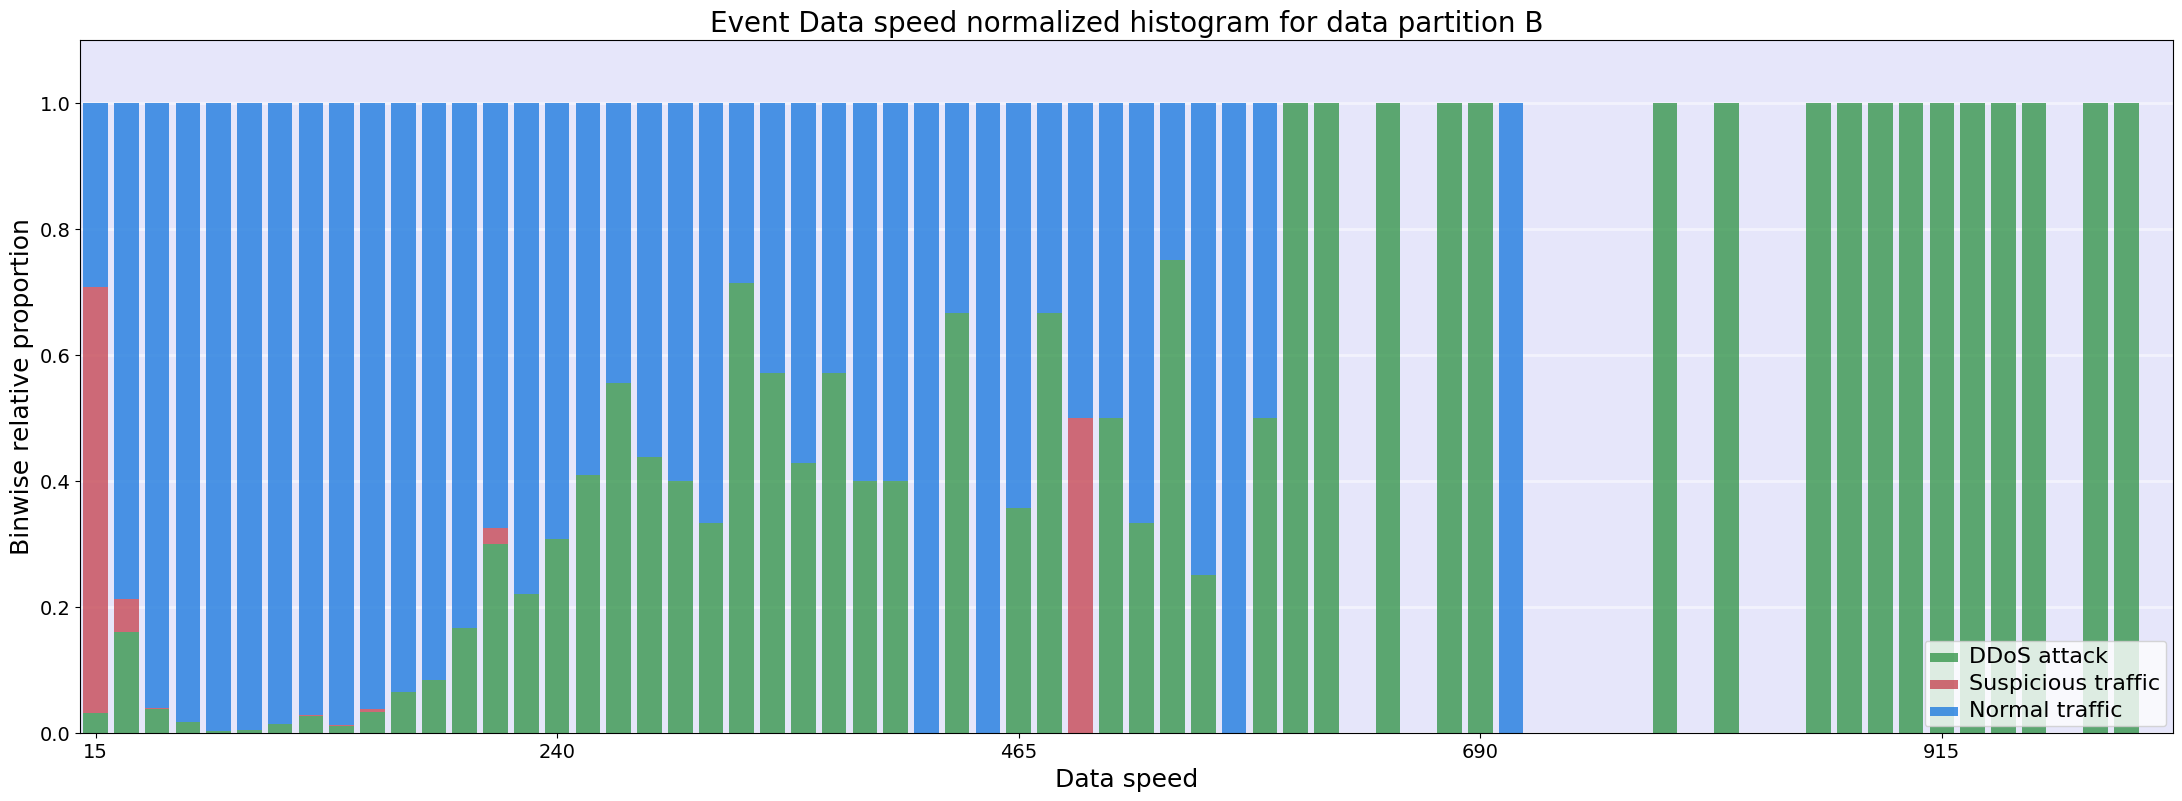 Event Data speed normalized histogram for data partition B
Binwise relative proportion
1.0
0.8
0.6
0.4
0.2
0.0
DDoS attack
Suspicious traffic
Normal traffic
15 240 465 690 915
Data speed